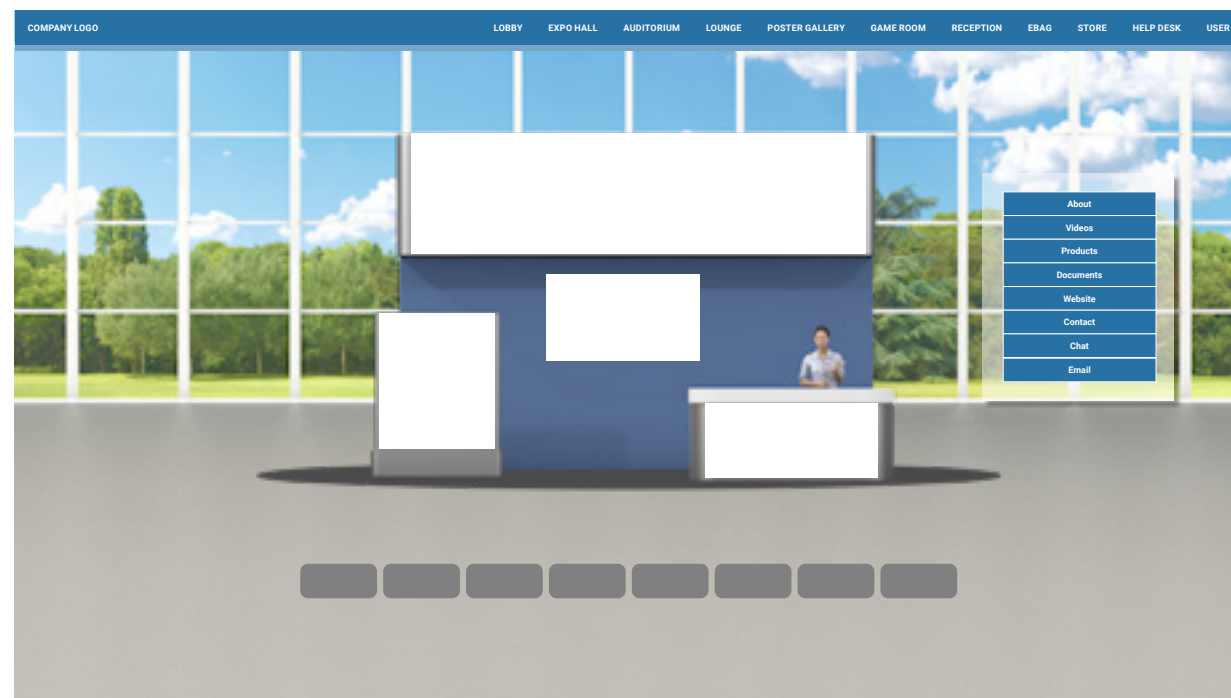 COMPANY LOGO
LOBBY EXPO HALL AUDITORIUM LOUNGE POSTER GALLERY GAME ROOM RECEPTION EBAG STORE HELP DESK USER
About
Videos
Products
Documents
Website
Contact
Chat
Email